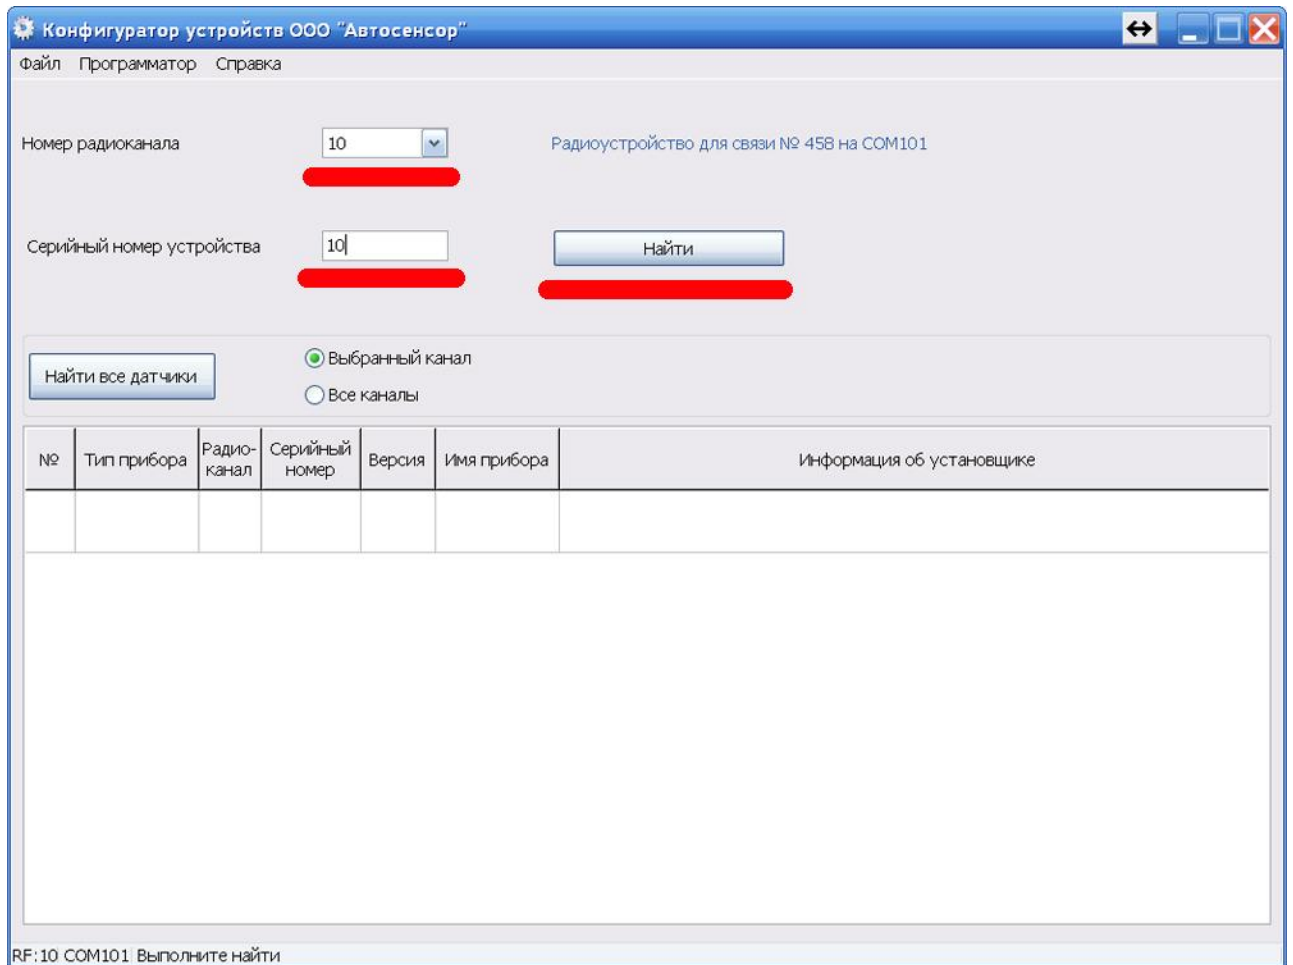 Конфигуратор устройств ООО "Автосенсор"
Файл Программатор Справка
Номер радиоканала 10 Радиоустройство для связи № 458 на COM101
Серийный номер устройства 10 Найти
Найти все датчики
Выбранный канал
Все каналы
№ Тип прибора Радио-канал Серийный номер Версия Имя прибора Информация об установщике
RF:10 COM101 Выполните найти